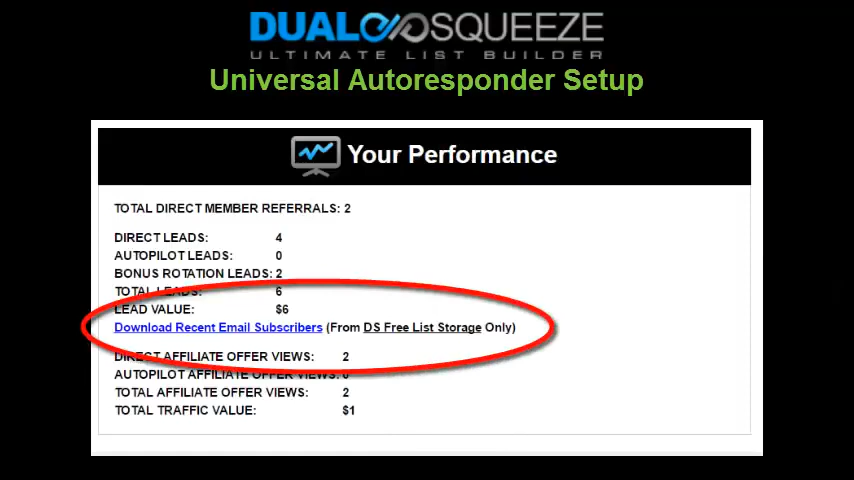 DUAL SQUEEZE
ULTIMATE LIST BUILDER
Universal Autoresponder Setup
Your Performance
TOTAL DIRECT MEMBER REFERRALS: 2
DIRECT LEADS: 4
AUTOPILOT LEADS: 0
BONUS ROTATION LEADS: 2
TOTAL LEADS: 6
LEAD VALUE: $6
Download Recent Email Subscribers (From DS Free List Storage Only)
DIRECT AFFILIATE OFFER VIEWS: 2
AUTOPILOT AFFILIATE OFFER VIEWS: 0
TOTAL AFFILIATE OFFER VIEWS: 2
TOTAL TRAFFIC VALUE: $1